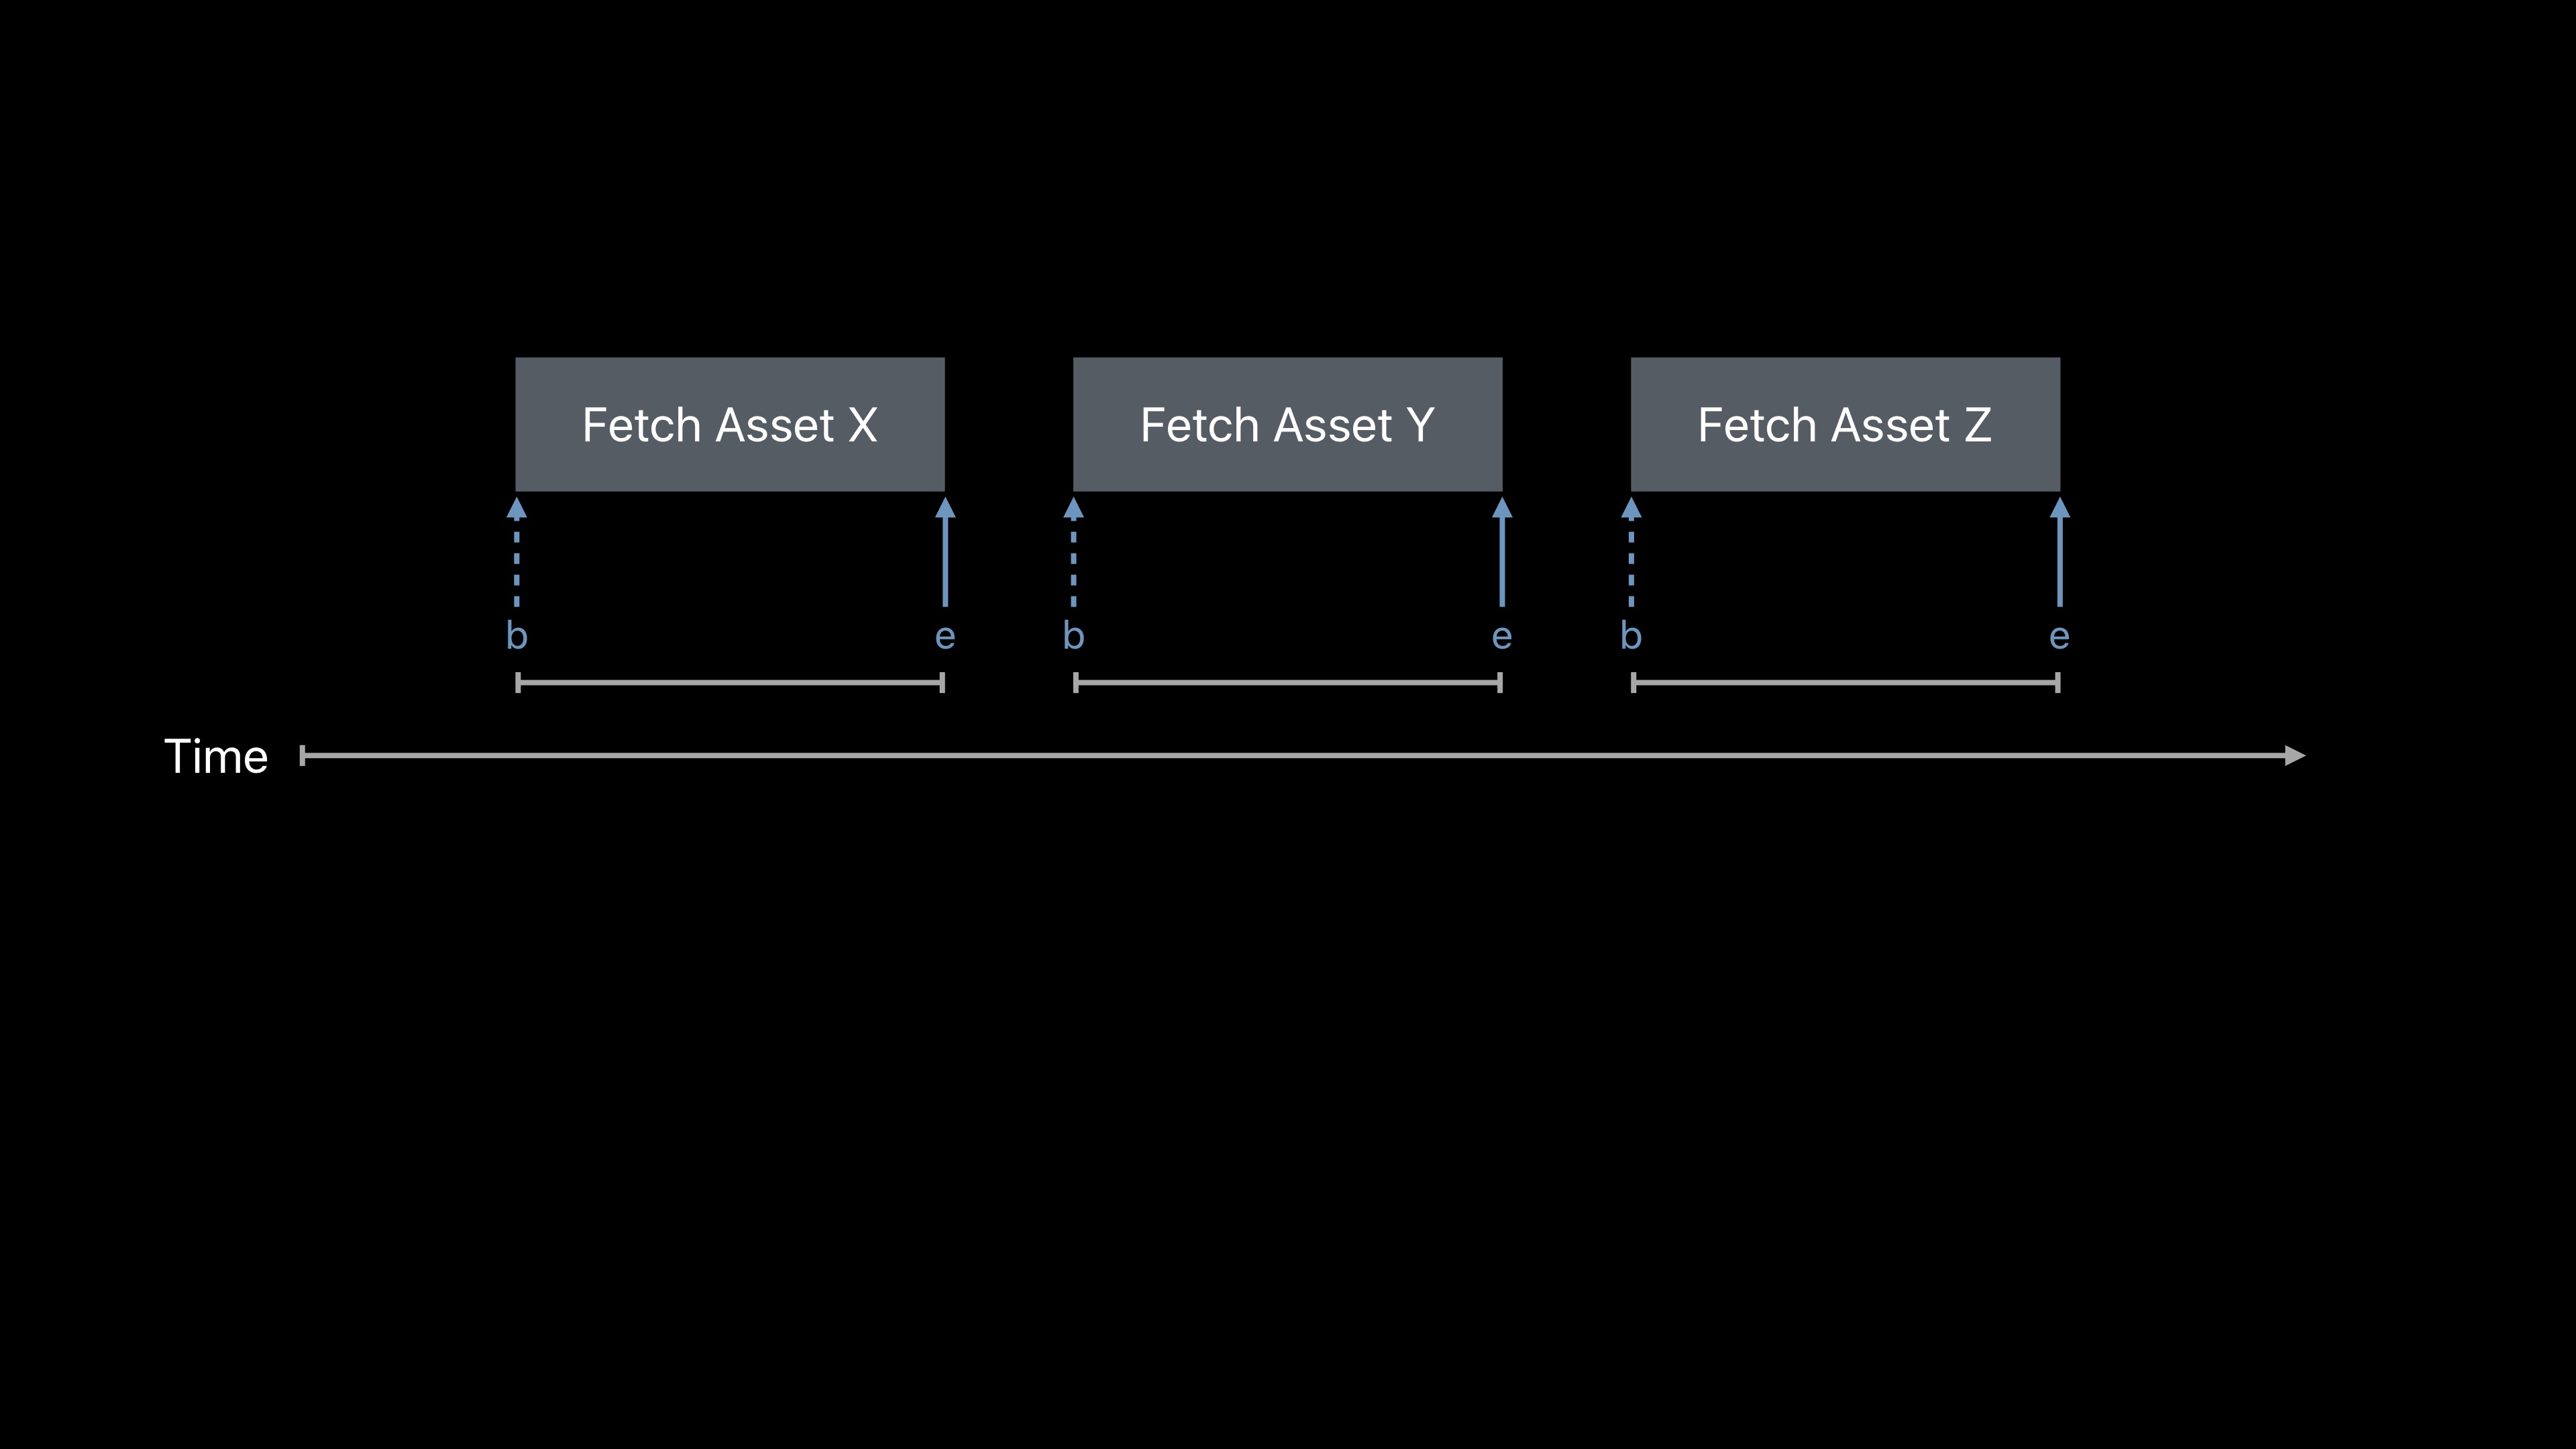 Fetch Asset X
Fetch Asset Y
Fetch Asset Z
b e b e b e
Time